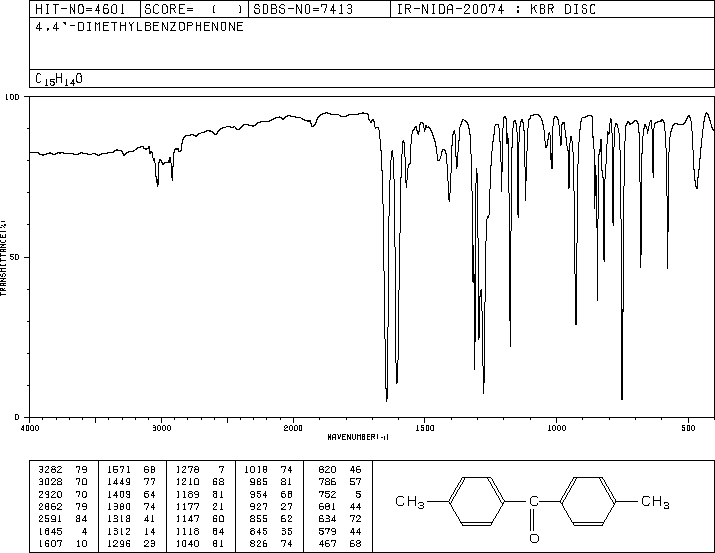 HIT-NO=4601 SCORE= ( ) SDBS-NO=7413 IR-NIDA-20074 : KBR DISC
4,4'-DIMETHYLBENZOPHENONE
C15H14O
100
50
0
TRANSMITTANCE(%)
4000 3000 2000 1500 1000 500
WAVENUMBER(-1)
3282 79 1571 68 1278 7 1018 74 820 46
3028 70 1449 77 1210 68 985 81 786 57
2920 70 1409 64 1189 81 954 68 752 5
2862 79 1380 74 1177 21 927 27 681 44
2591 84 1318 41 1147 60 855 62 634 72
1645 4 1312 14 1118 64 845 35 579 44
1607 10 1296 23 1040 81 826 74 467 68
CH3 C CH3
O